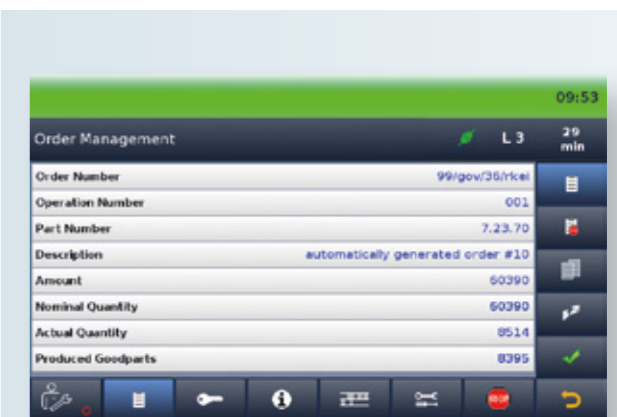 09:53
Order Management L 3 29 min
Order Number 99/gov/36/rkei
Operation Number 001
Part Number 7.23.70
Description automatically generated order #10
Amount 60390
Nominal Quantity 60390
Actual Quantity 8514
Produced Goodparts 8395
STOP